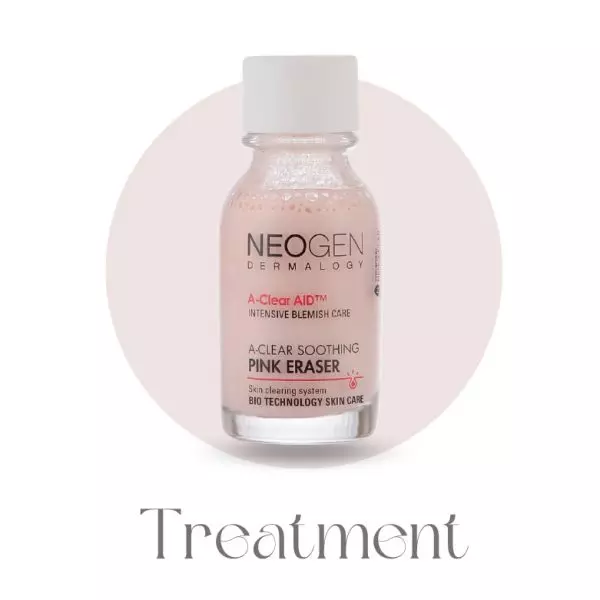 NEOGEN
DERMALOGY
A-Clear AID™
INTENSIVE BLEMISH CARE
A-CLEAR SOOTHING
PINK ERASER
Skin clearing system
BIO TECHNOLOGY SKIN CARE
Treatment